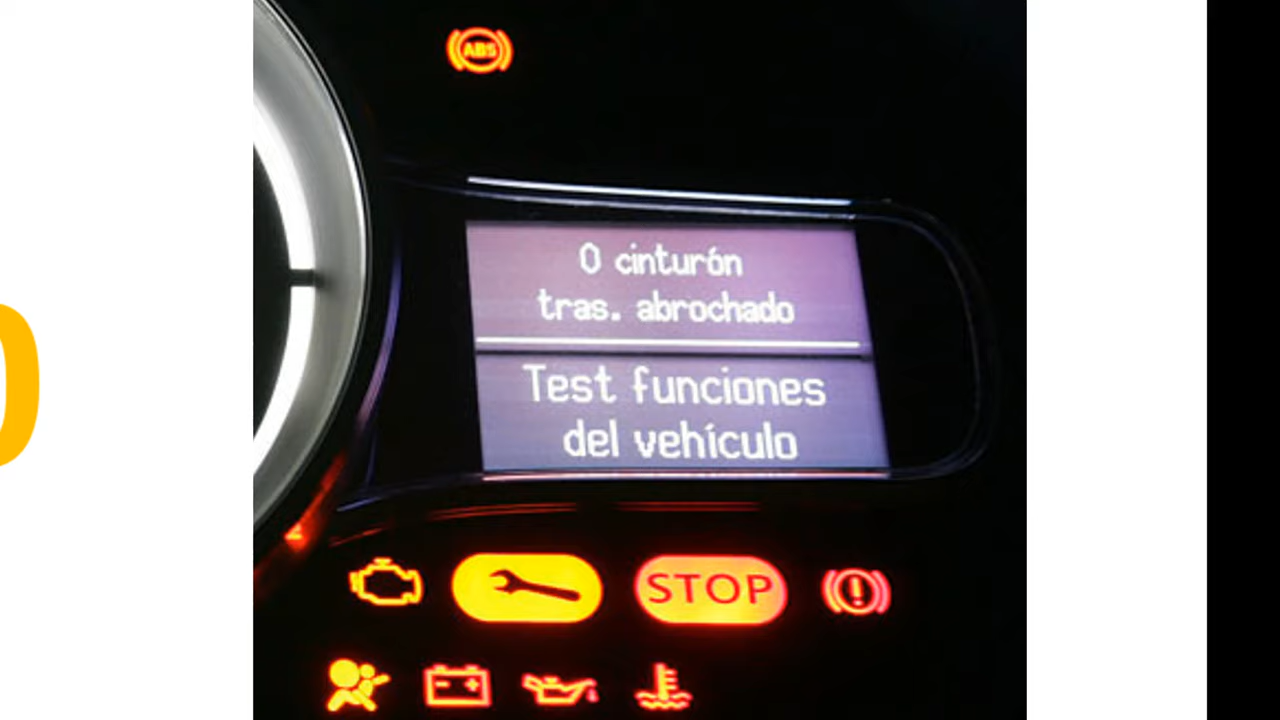 ABS
0 cinturón
tras. abrochado
Test funciones
del vehículo
STOP